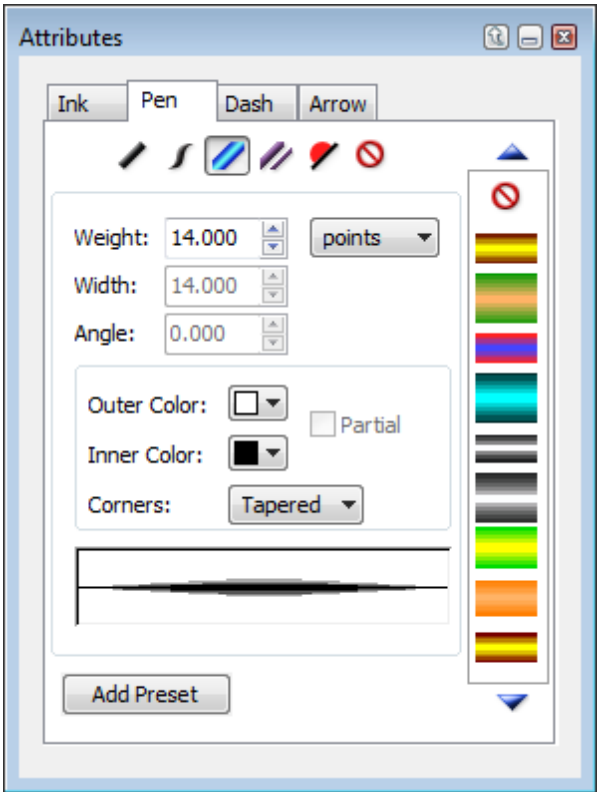 Attributes
Ink Pen Dash Arrow
Weight: 14.000 points
Width: 14.000
Angle: 0.000
Outer Color:
Partial
Inner Color:
Corners: Tapered
Add Preset